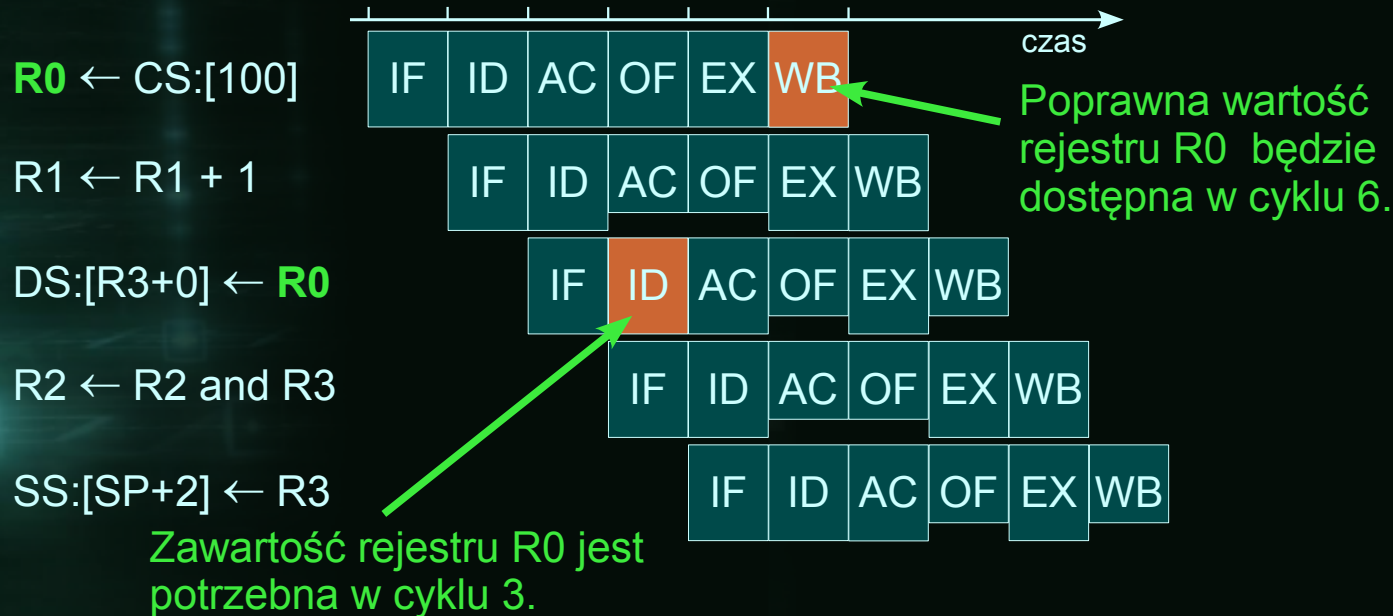 czas
R0 ← CS:[100] IF ID AC OF EX WB
Poprawna wartość
rejestru R0 będzie
dostępna w cyklu 6.
R1 ← R1 + 1 IF ID AC OF EX WB
DS:[R3+0] ← R0 IF ID AC OF EX WB
R2 ← R2 and R3 IF ID AC OF EX WB
SS:[SP+2] ← R3 IF ID AC OF EX WB
Zawartość rejestru R0 jest
potrzebna w cyklu 3.